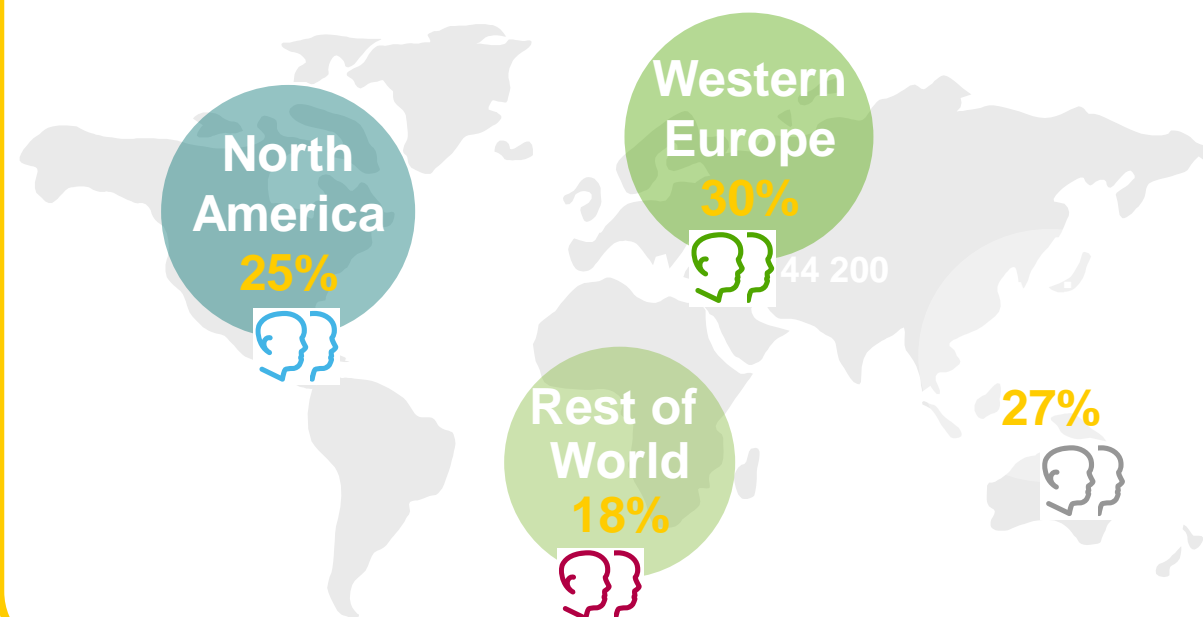 North
America
25%
Western
Europe
30%
44 200
Rest of
World
18%
27%